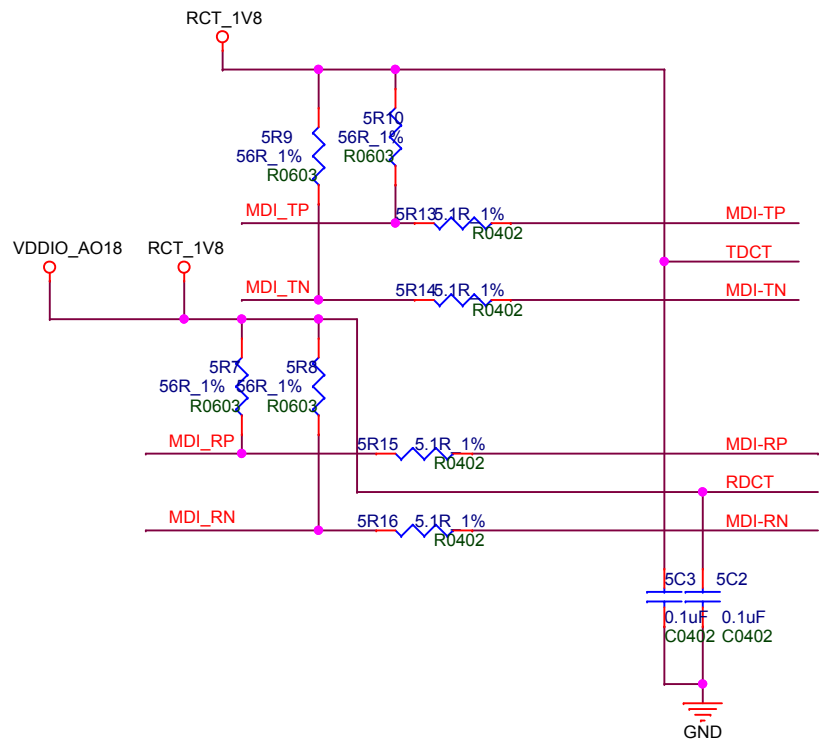 RCT_1V8
5R10
5R9
56R_1%
56R_1%
R0603
R0603
MDI_TP
5R13
5.1R_1%
MDI-TP
R0402
VDDIO_AO18
RCT_1V8
TDCT
MDI_TN
5R14
5.1R_1%
MDI-TN
R0402
5R7
5R8
56R_1%
56R_1%
R0603
R0603
MDI_RP
5R15
5.1R_1%
MDI-RP
R0402
RDCT
MDI_RN
5R16
5.1R_1%
MDI-RN
R0402
5C3
5C2
0.1uF
0.1uF
C0402
C0402
GND